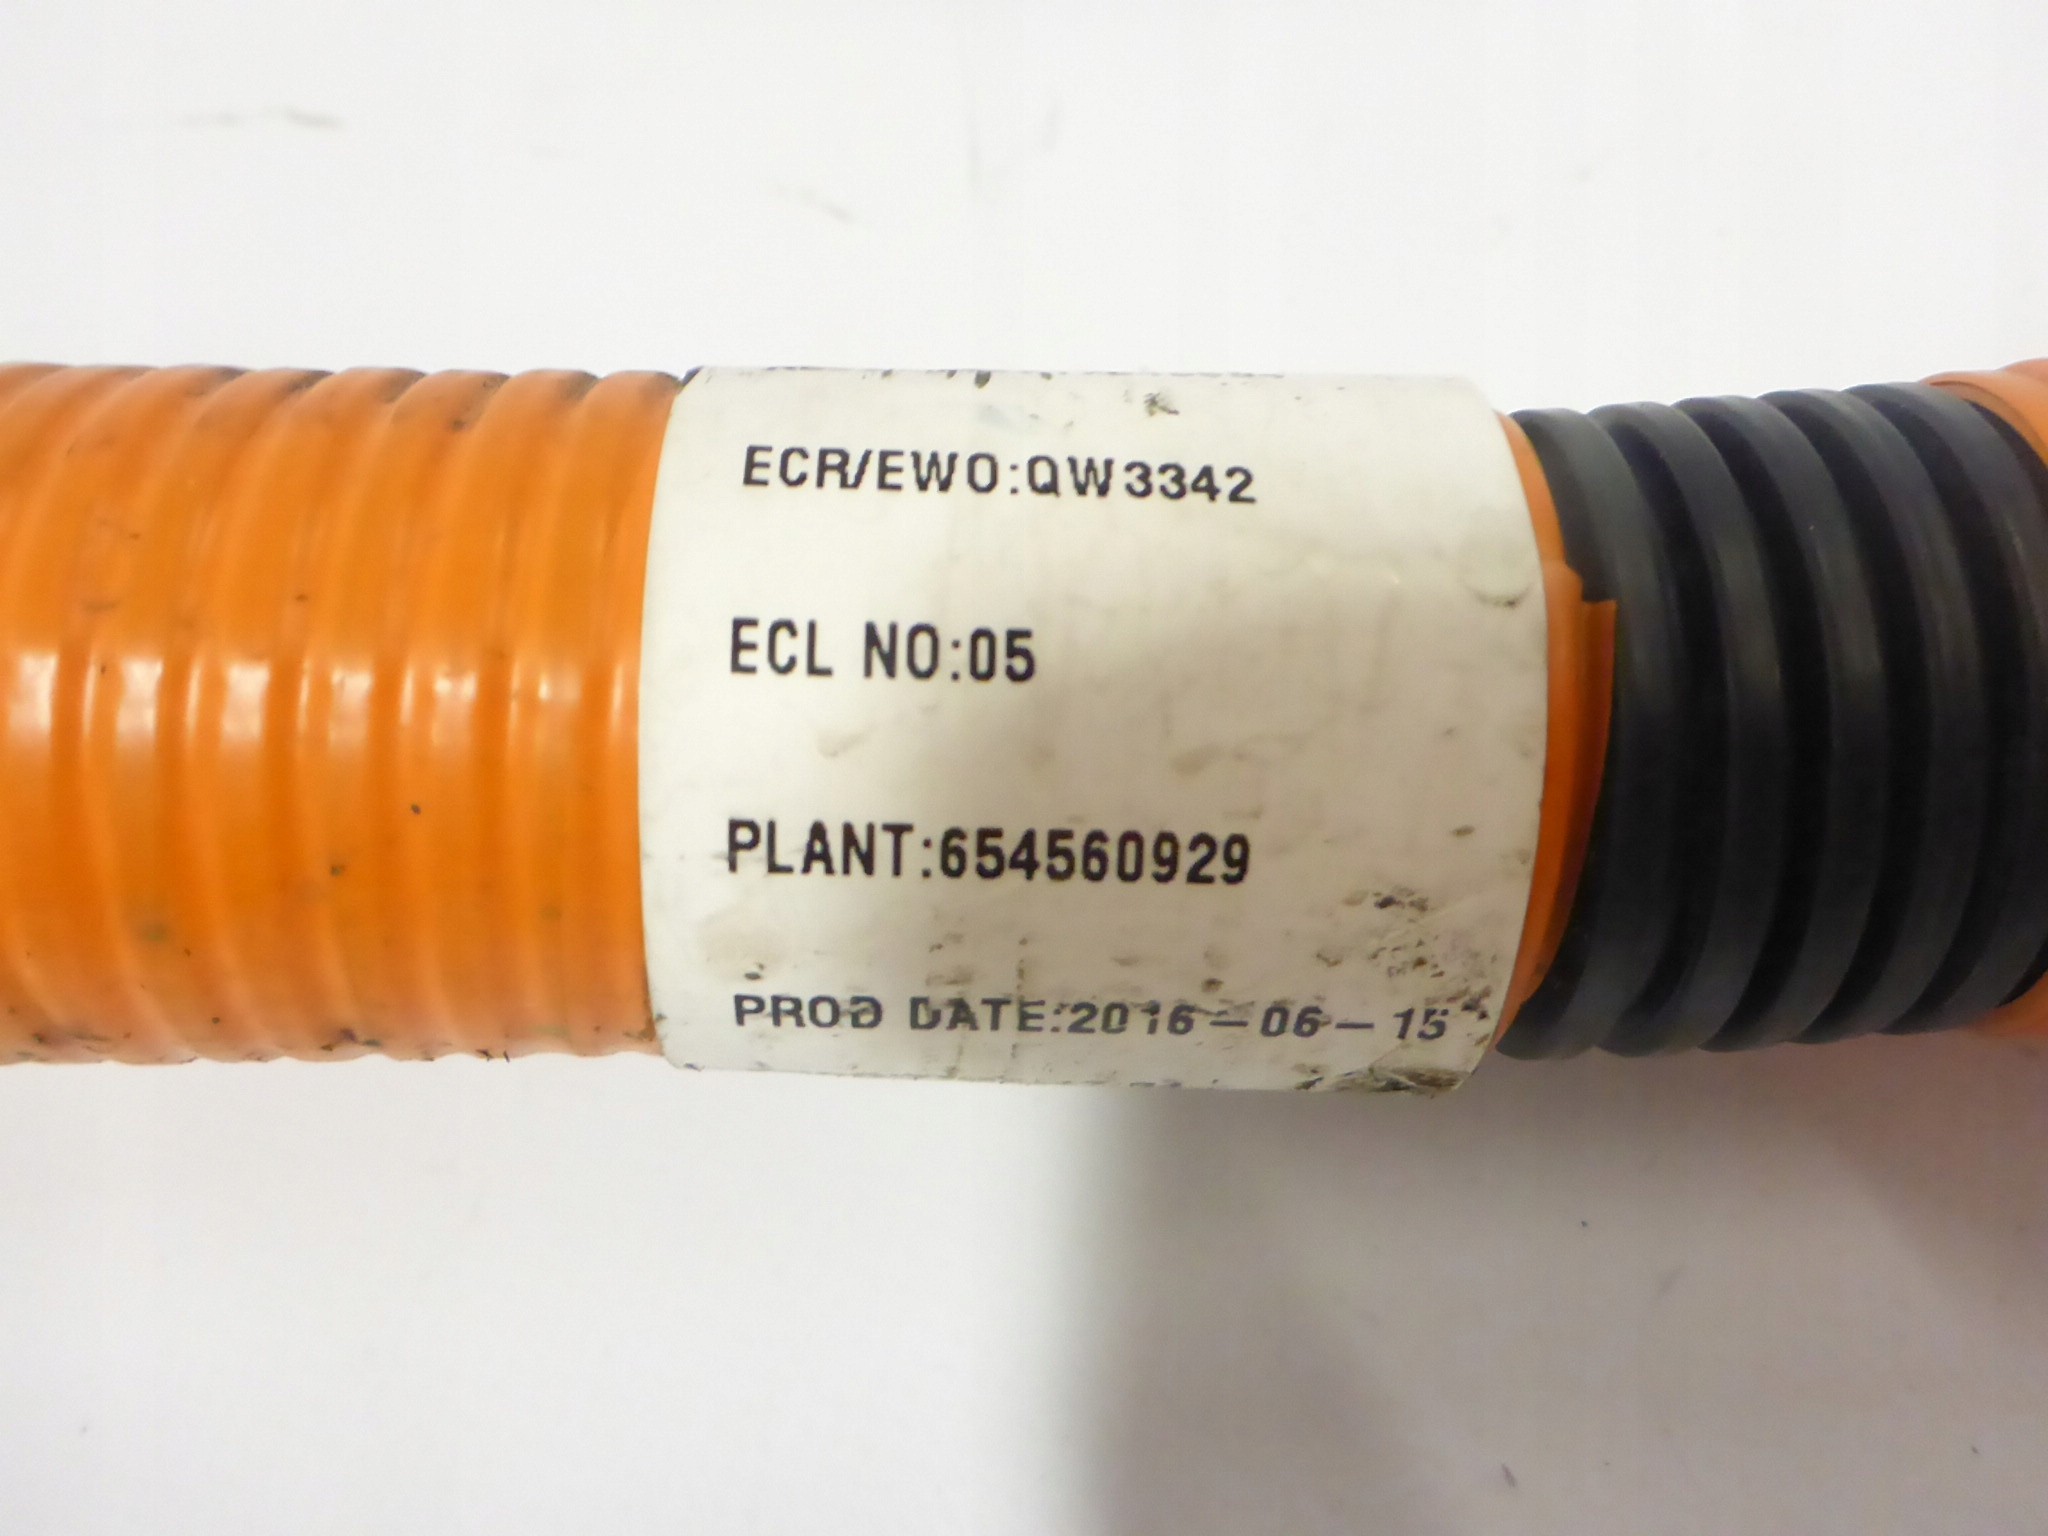 ECR/EWO:QW3342
ECL NO:05
PLANT:654560929
PROD DATE:2016-06-15